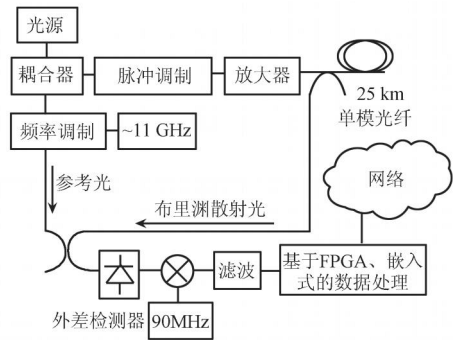 光源
耦合器
脉冲调制
放大器
25 km
单模光纤
频率调制
~11 GHz
参考光
布里渊散射光
网络
外差检测器
90MHz
滤波
基于FPGA、嵌入
式的数据处理